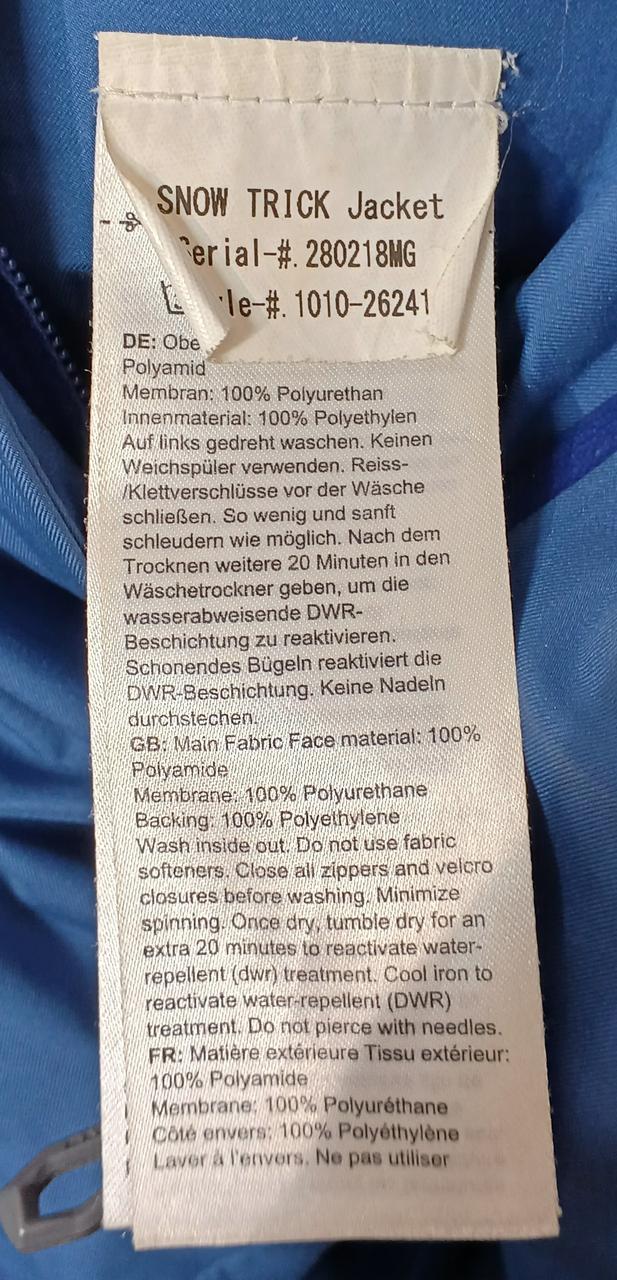 SNOW TRICK Jacket
Serial-#. 280218MG
le-#. 1010-26241
DE: Obe
Polyamid
Membran: 100% Polyurethan
Innenmaterial: 100% Polyethylen
Auf links gedreht waschen. Keinen
Weichspüler verwenden. Reiss-
/Klettverschlüsse vor der Wäsche
schließen. So wenig und sanft
schleudern wie möglich. Nach dem
Trocknen weitere 20 Minuten in den
Wäschetrockner geben, um die
wasserabweisende DWR-
Beschichtung zu reaktivieren.
Schonendes Bügeln reaktiviert die
DWR-Beschichtung. Keine Nadeln
durchstechen.
GB: Main Fabric Face material: 100%
Polyamide
Membrane: 100% Polyurethane
Backing: 100% Polyethylene
Wash inside out. Do not use fabric
softeners. Close all zippers and velcro
closures before washing. Minimize
spinning. Once dry, tumble dry for an
extra 20 minutes to reactivate water-
repellent (dwr) treatment. Cool iron to
reactivate water-repellent (DWR)
treatment. Do not pierce with needles.
FR: Matière extérieure Tissu extérieur:
100% Polyamide
Membrane: 100% Polyuréthane
Côté envers: 100% Polyéthylène
Laver à l'envers. Ne pas utiliser